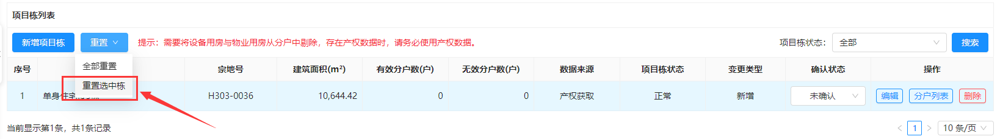 项目栋列表
新增项目栋 重置 提示：需要将设备用房与物业用房从分户中剔除，存在产权数据时，请务必使用产权数据。 项目栋状态： 全部 搜索
全部重置
重置选中栋
序号 宗地号 建筑面积(m²) 有效分户数(户) 无效分户数(户) 数据来源 项目栋状态 变更类型 确认状态 操作
1 单身住宅 H303-0036 10,644.42 0 0 产权获取 正常 新增 未确认 编辑 分户列表 删除
当前显示第1条，共1条记录 < 1 > 10 条/页